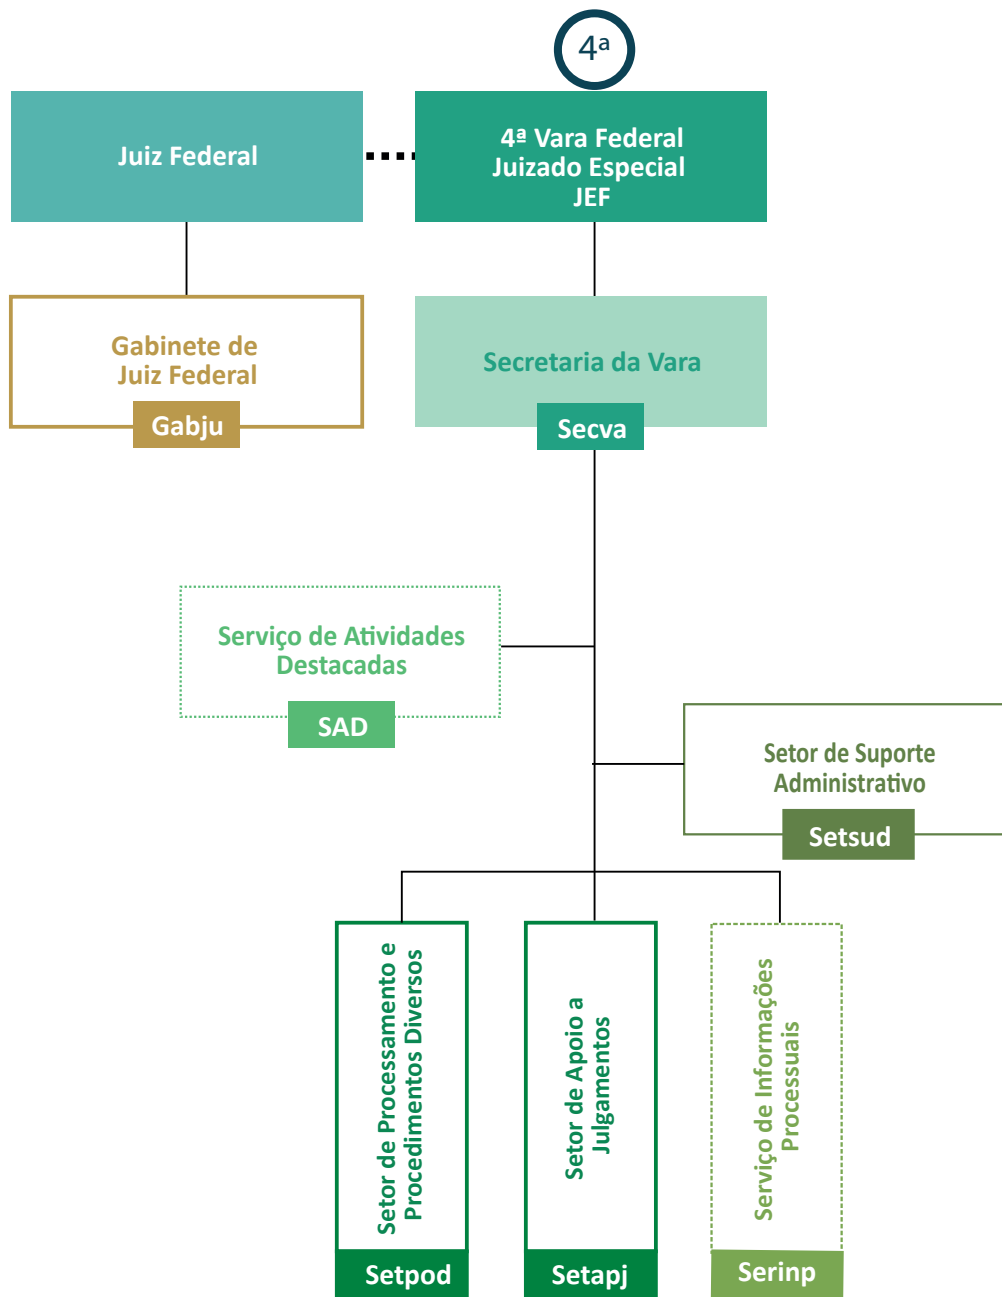 4ª
Juiz Federal
4ª Vara Federal
Juizado Especial
JEF
Gabinete de
Juiz Federal
Gabju
Secretaria da Vara
Secva
Serviço de Atividades
Destacadas
SAD
Setor de Suporte
Administrativo
Setsud
Setor de Processamento e
Procedimentos Diversos
Setpod
Setor de Apoio a
Julgamentos
Setapj
Serviço de Informações
Processuais
Serinp